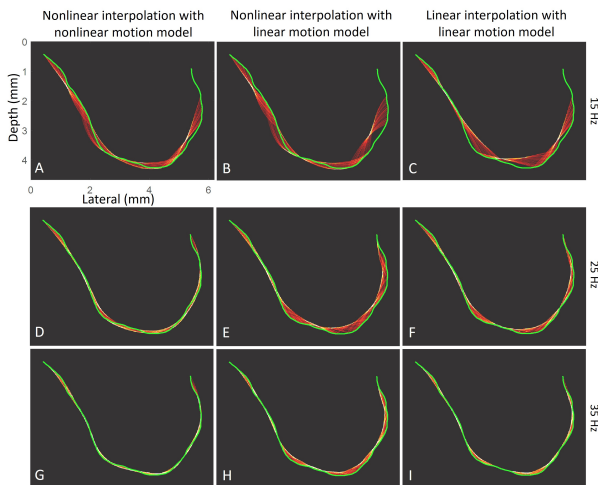 Nonlinear interpolation with
nonlinear motion model
Nonlinear interpolation with
linear motion model
Linear interpolation with
linear motion model
0
1
2
3
4
Depth (mm)
A
B
C
15 Hz
0
2
4
6
Lateral (mm)
D
E
F
25 Hz
G
H
I
35 Hz